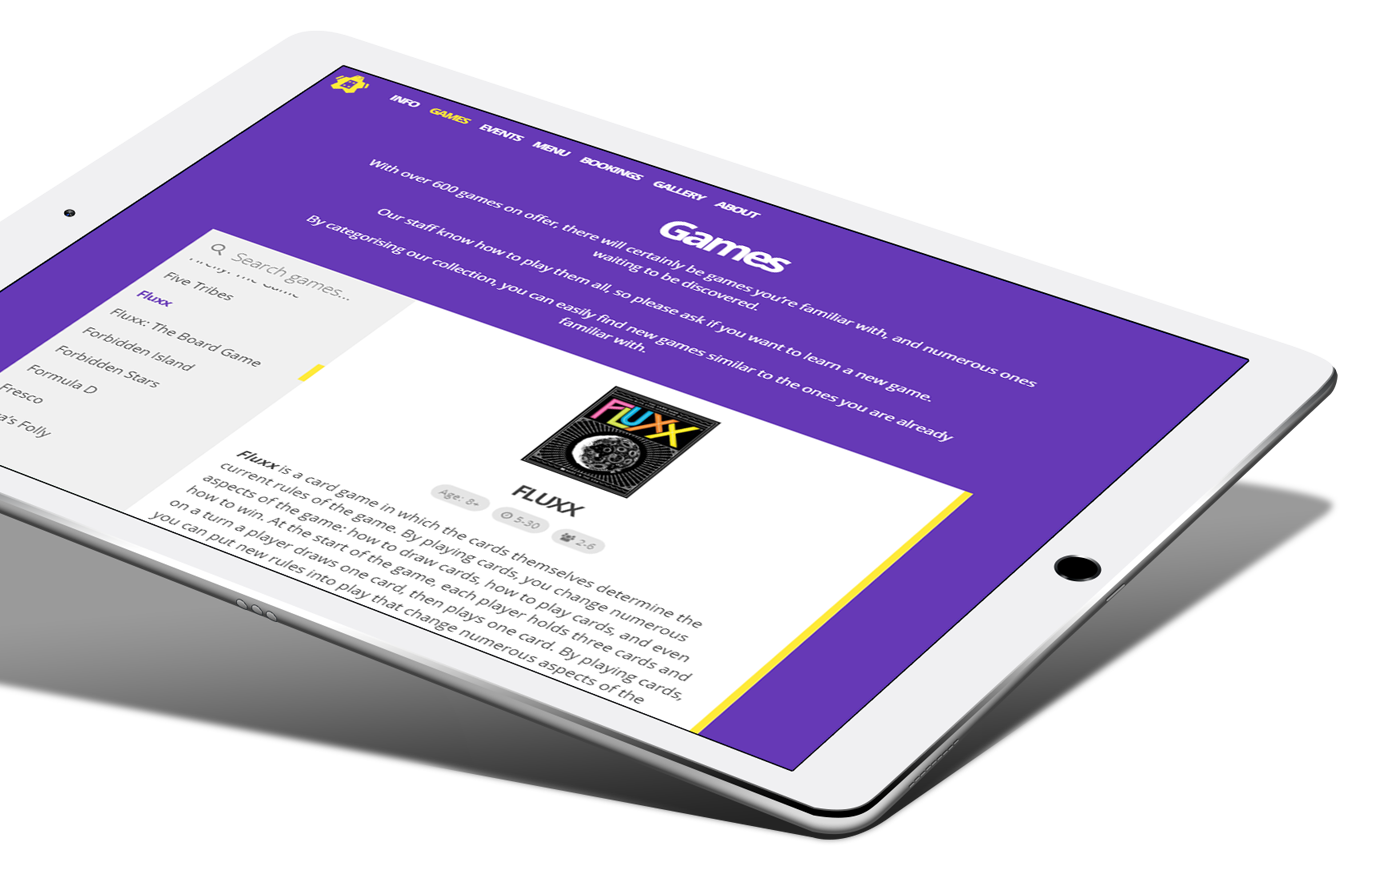 INFO GAMES EVENTS MENU BOOKINGS GALLERY ABOUT
Games
With over 600 games on offer, there will certainly be games you're familiar with, and numerous ones
waiting to be discovered.
Our staff know how to play them all, so please ask if you want to learn a new game.
By categorising our collection, you can easily find new games similar to the ones you are already
familiar with.
Search games...
Five Tribes
Fluxx
Fluxx: The Board Game
Forbidden Island
Forbidden Stars
Formula D
Fresco
Folly
FLUXX
FLUXX
Age: 8+
5-30
2-6
Fluxx is a card game in which the cards themselves determine the
current rules of the game. By playing cards, you change numerous
aspects of the game: how to draw cards, how to play cards, and even
how to win. At the start of the game, each player holds three cards and
on a turn a player draws one card, then plays one card. By playing cards,
you can put new rules into play that change numerous aspects of the